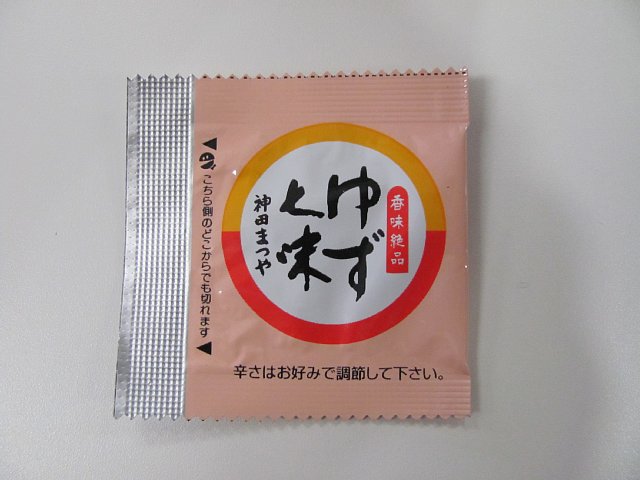 香味絶品
ゆず
と味
神田まつや
こちら側のどこからでも切れます
辛さはお好みで調節して下さい。